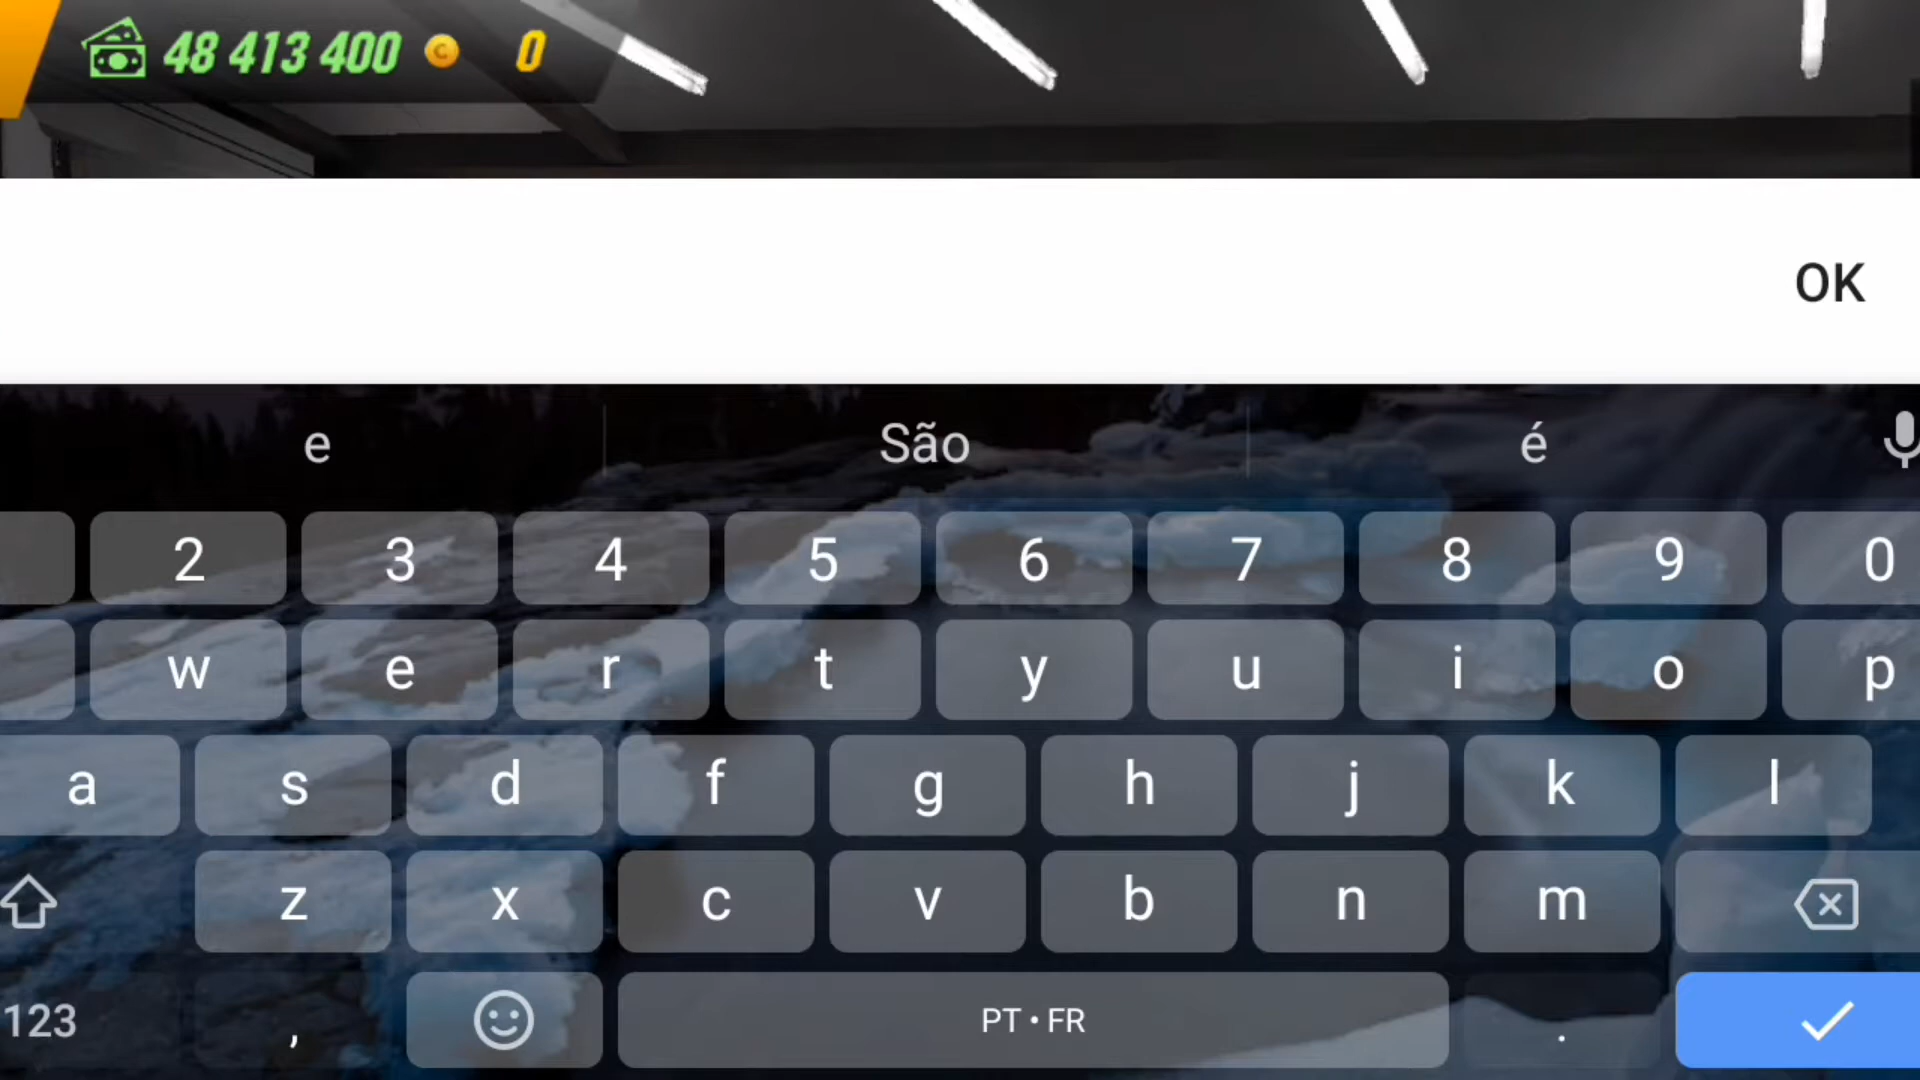 48 413 400 C 0
OK
e São é
2 3 4 5 6 7 8 9 0
w e r t y u i o p
a s d f g h j k l
z x c v b n m
123 , PT • FR .